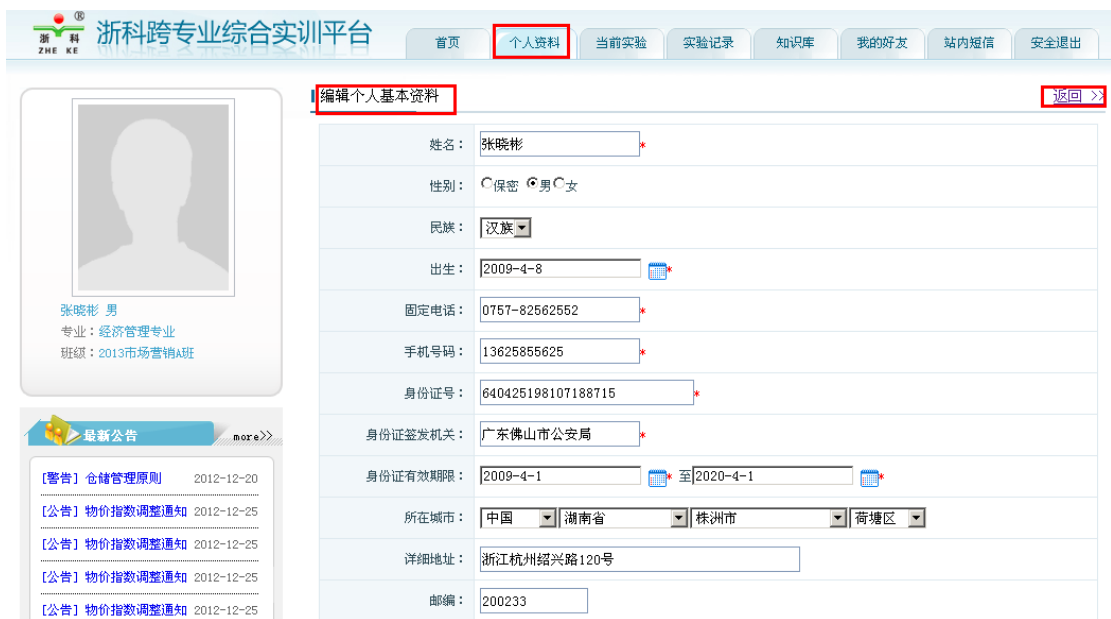 浙科 ® 浙科跨专业综合实训平台
ZHE KE
首页 个人资料 当前实验 实验记录 知识库 我的好友 站内短信 安全退出
编辑个人基本资料 返回 >>
姓名： 张晓彬 *
性别： 保密 男 女
民族： 汉族
出生： 2009-4-8 *
固定电话： 0757-82562552 *
手机号码： 13625855625 *
身份证号： 640425198107188715 *
身份证签发机关： 广东佛山市公安局 *
身份证有效期限： 2009-4-1 * 至 2020-4-1 *
所在城市： 中国 湖南省 株洲市 荷塘区
详细地址： 浙江杭州绍兴路120号
邮编： 200233
张晓彬 男
专业：经济管理专业
班级：2013市场营销A班
最新公告 more>>
[警告] 仓储管理原则 2012-12-20
[公告] 物价指数调整通知 2012-12-25
[公告] 物价指数调整通知 2012-12-25
[公告] 物价指数调整通知 2012-12-25
[公告] 物价指数调整通知 2012-12-25